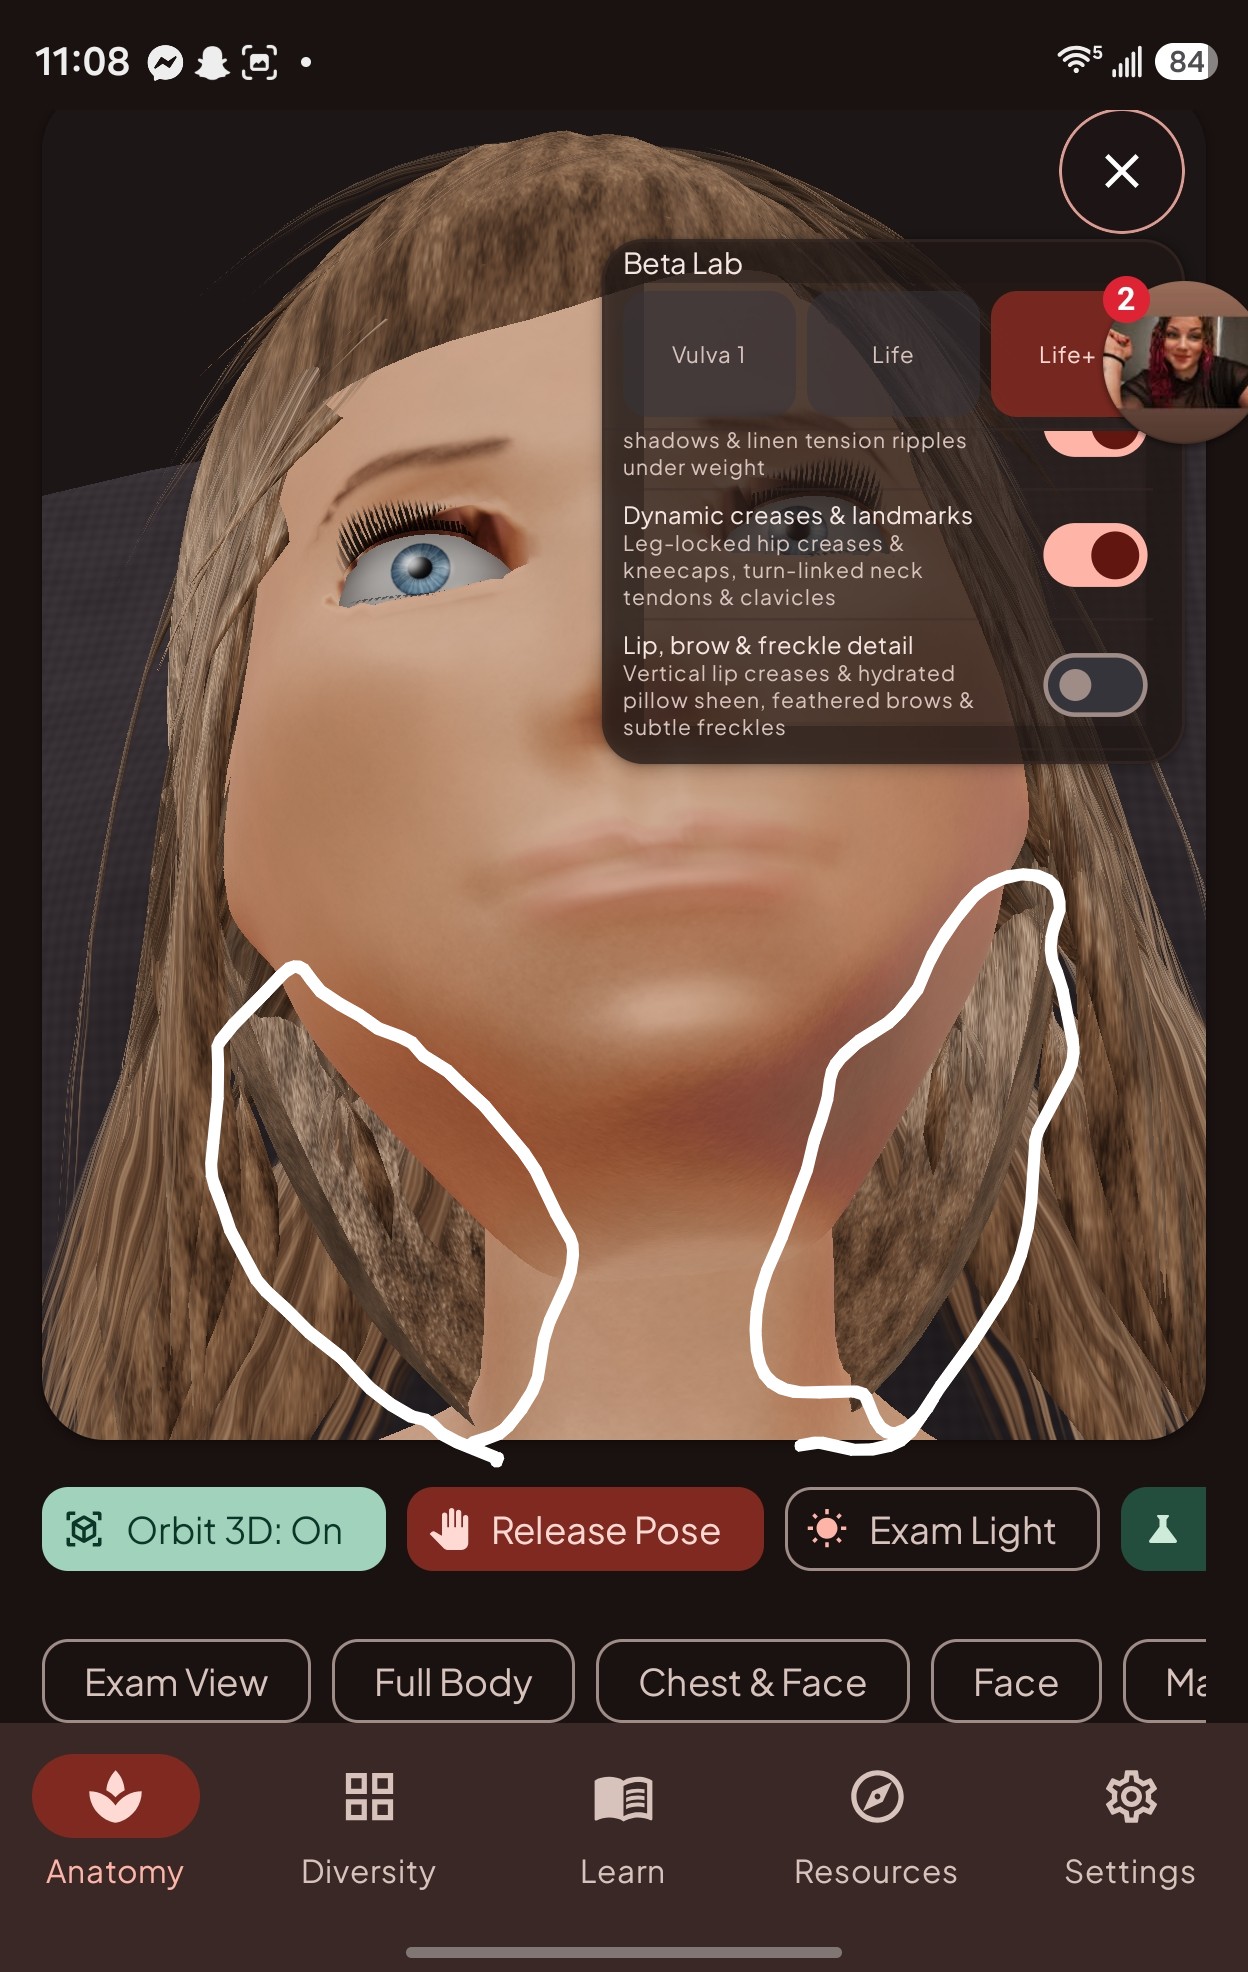 11:08
5
84
Beta Lab
2
Vulva 1
Life
Life+
shadows & linen tension ripples
under weight
Dynamic creases & landmarks
Leg-locked hip creases &
kneecaps, turn-linked neck
tendons & clavicles
Lip, brow & freckle detail
Vertical lip creases & hydrated
pillow sheen, feathered brows &
subtle freckles
Orbit 3D: On
Release Pose
Exam Light
Exam View
Full Body
Chest & Face
Face
Ma
Anatomy
Diversity
Learn
Resources
Settings